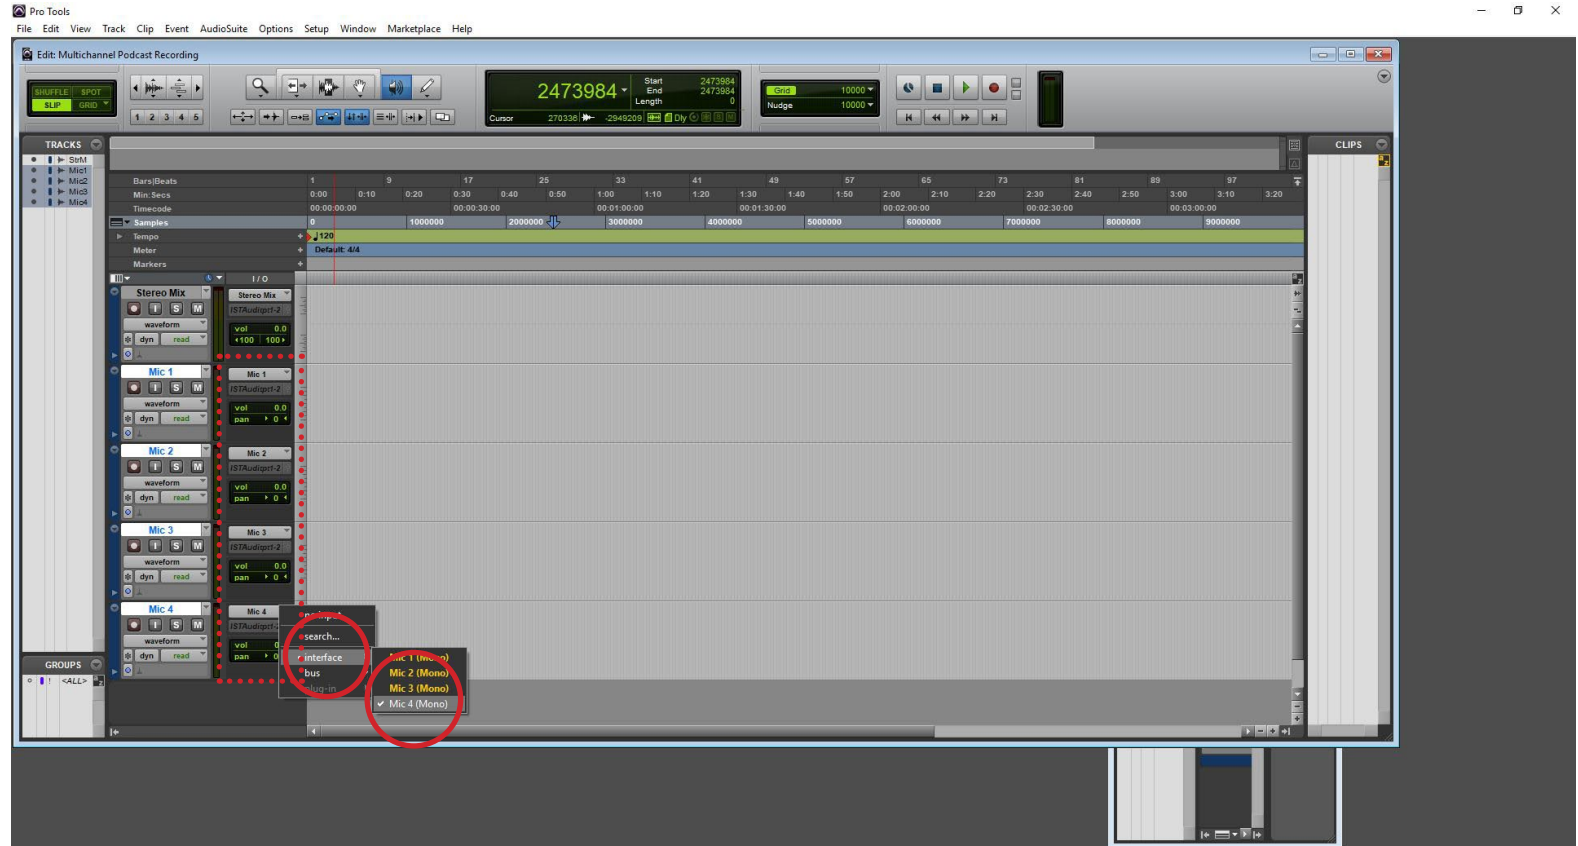 Pro Tools
File Edit View Track Clip Event AudioSuite Options Setup Window Marketplace Help
Edit: Multichannel Podcast Recording
SHUFFLE SPOT
SLIP GRID
1 2 3 4 5
2473984
Start 2473984
End 2473984
Length 0
Cursor 270336 -2949209 Dly
Grid 10000
Nudge 10000
TRACKS
StrM
Mic1
Mic2
Mic3
Mic4
CLIPS
Bars|Beats 1 9 17 25 33 41 49 57 65 73 81 89 97
Min:Secs 0:00 0:10 0:20 0:30 0:40 0:50 1:00 1:10 1:20 1:30 1:40 1:50 2:00 2:10 2:20 2:30 2:40 2:50 3:00 3:10 3:20
Timecode 00:00:00:00 00:00:30:00 00:01:00:00 00:01:30:00 00:02:00:00 00:02:30:00 00:03:00:00
Samples 0 1000000 2000000 3000000 4000000 5000000 6000000 7000000 8000000 9000000
Tempo + 120
Meter + Default: 4/4
Markers +
I / O
Stereo Mix Stereo Mix
I S M
waveform vol 0.0
dyn read 100 100
Mic 1 Mic 1
I S M
waveform vol 0.0
dyn read pan 0
Mic 2 Mic 2
I S M
waveform vol 0.0
dyn read pan 0
Mic 3 Mic 3
I S M
waveform vol 0.0
dyn read pan 0
Mic 4 Mic 4
I S M
waveform vol
dyn read pan
search...
interface
bus
plug-in
Mic 1 (Mono)
Mic 2 (Mono)
Mic 3 (Mono)
Mic 4 (Mono)
GROUPS
<ALL>